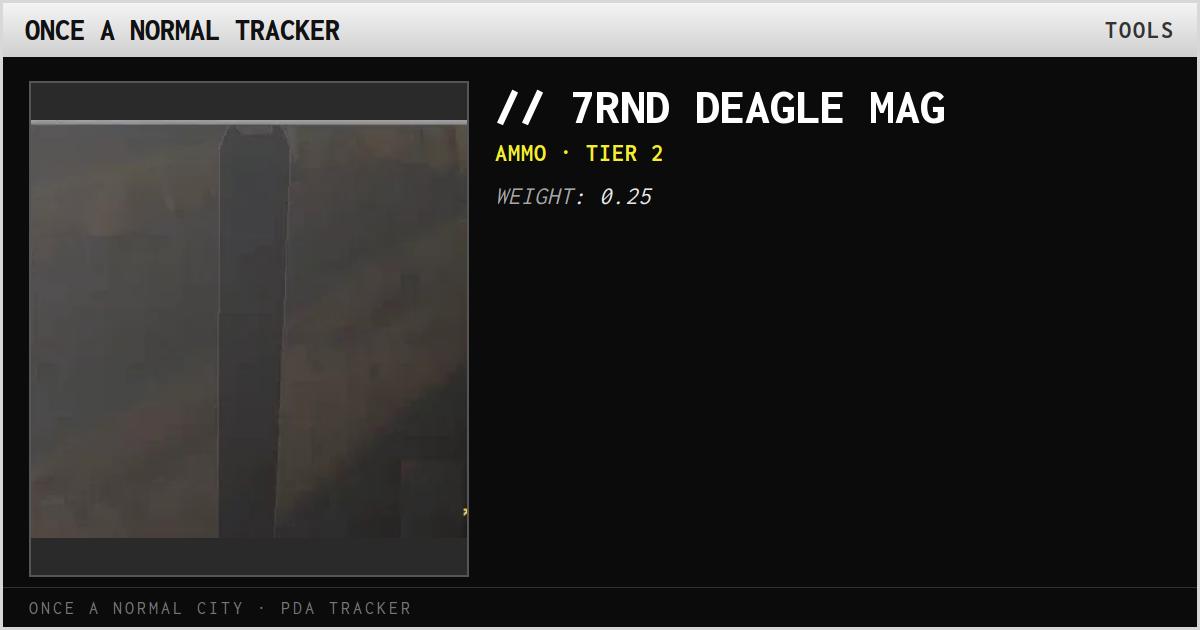 ONCE A NORMAL TRACKER
TOOLS
// 7RND DEAGLE MAG
AMMO · TIER 2
WEIGHT: 0.25
ONCE A NORMAL CITY · PDA TRACKER